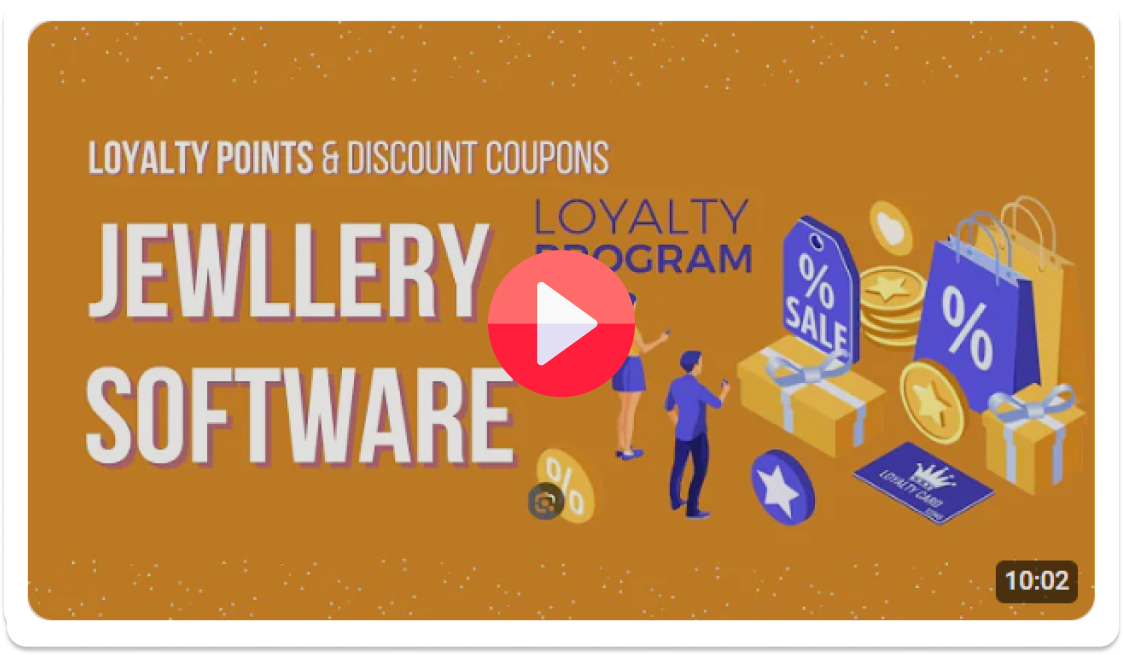 LOYALTY POINTS & DISCOUNT COUPONS
JEWLLERY
SOFTWARE
LOYALTY
PROGRAM
%
SALE
%
%
LOYALTY CARD
10:02